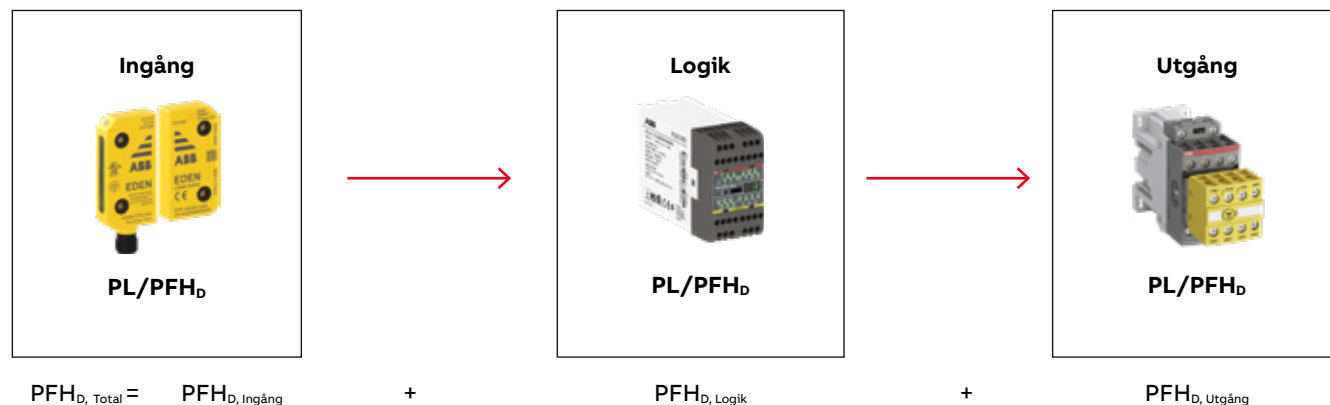 Ingång
Logik
Utgång
ABB
ABB
EDEN
EDEN
PL/PFHD
PL/PFHD
PL/PFHD
PFHD, Total = PFHD, Ingång + PFHD, Logik + PFHD, Utgång